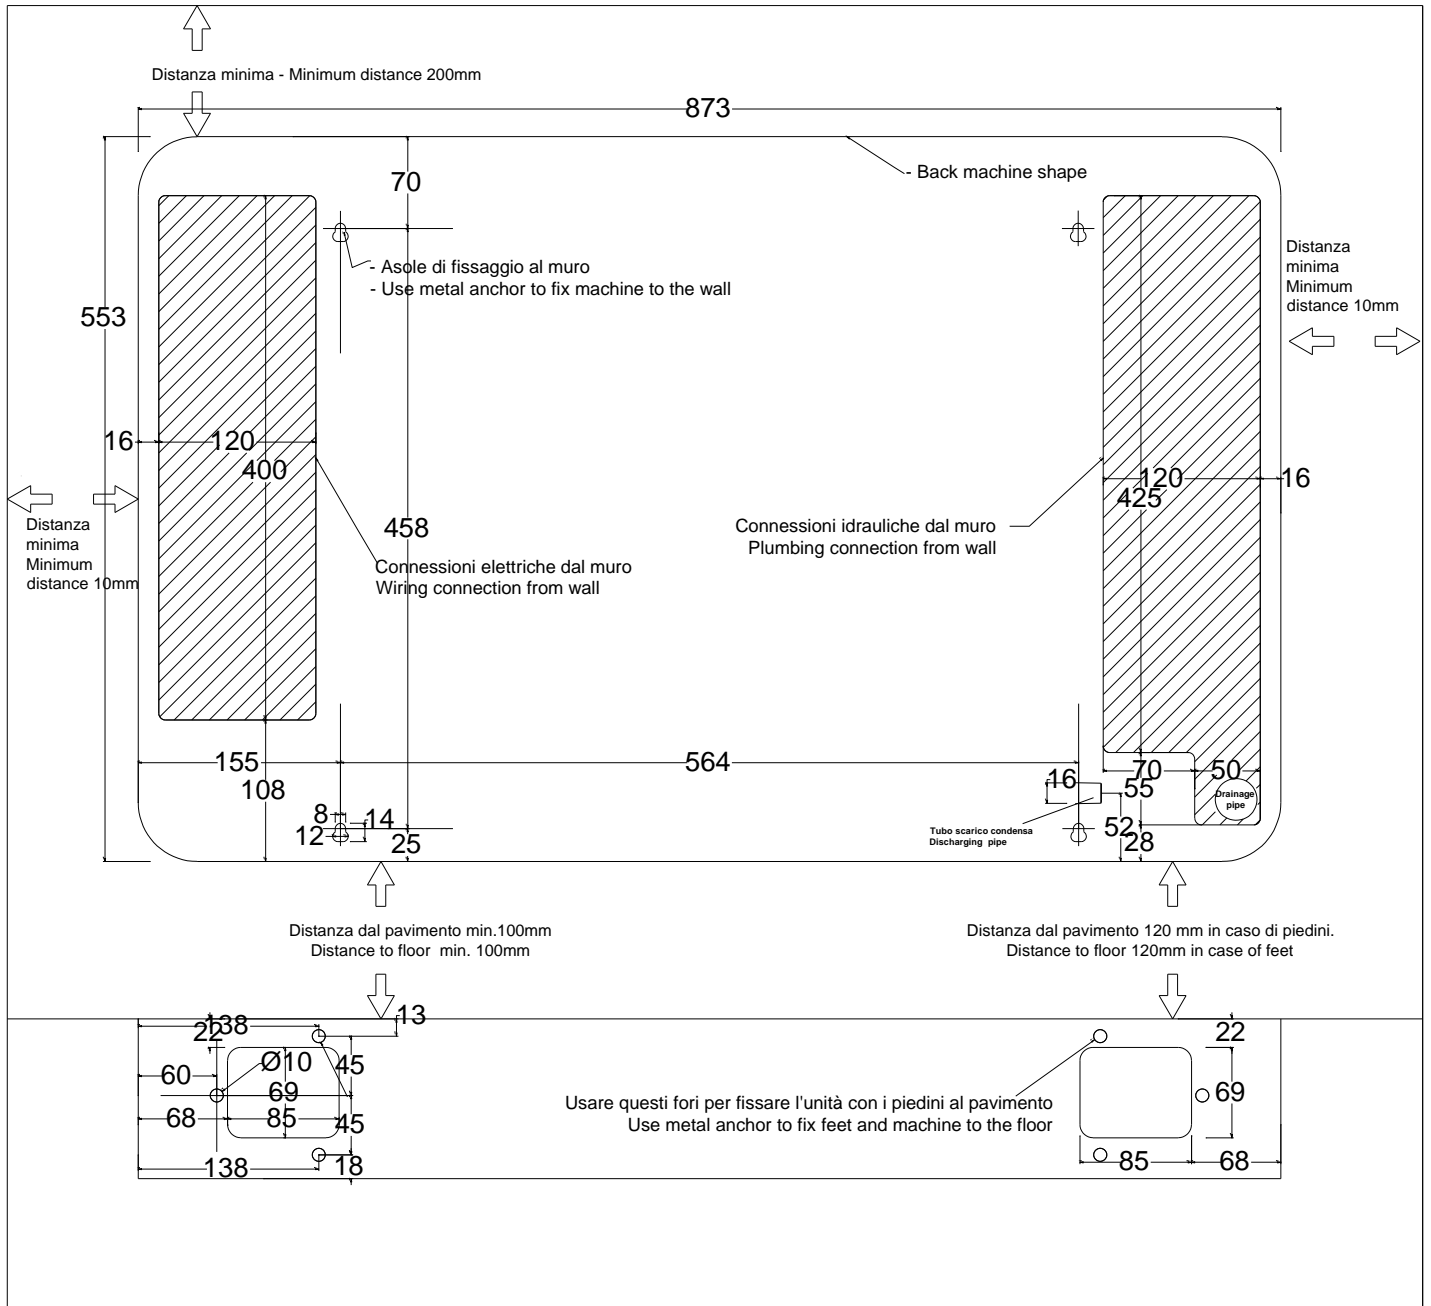 Distanza minima - Minimum distance 200mm
873
- Back machine shape
70
- Asole di fissaggio al muro
- Use metal anchor to fix machine to the wall
Distanza
minima
Minimum
distance 10mm
553
16
120
400
458
120
425
16
Distanza
minima
Minimum
distance 10mm
Connessioni idrauliche dal muro
Plumbing connection from wall
Connessioni elettriche dal muro
Wiring connection from wall
155
108
564
16
70
55
50
Drainage
pipe
8
12
14
25
Tubo scarico condensa
Discharging pipe
52
28
Distanza dal pavimento min.100mm
Distance to floor min. 100mm
Distanza dal pavimento 120 mm in caso di piedini.
Distance to floor 120mm in case of feet
138
22
13
22
60
Ø10
45
69
69
68
85
45
138
18
Usare questi fori per fissare l'unità con i piedini al pavimento
Use metal anchor to fix feet and machine to the floor
85
68